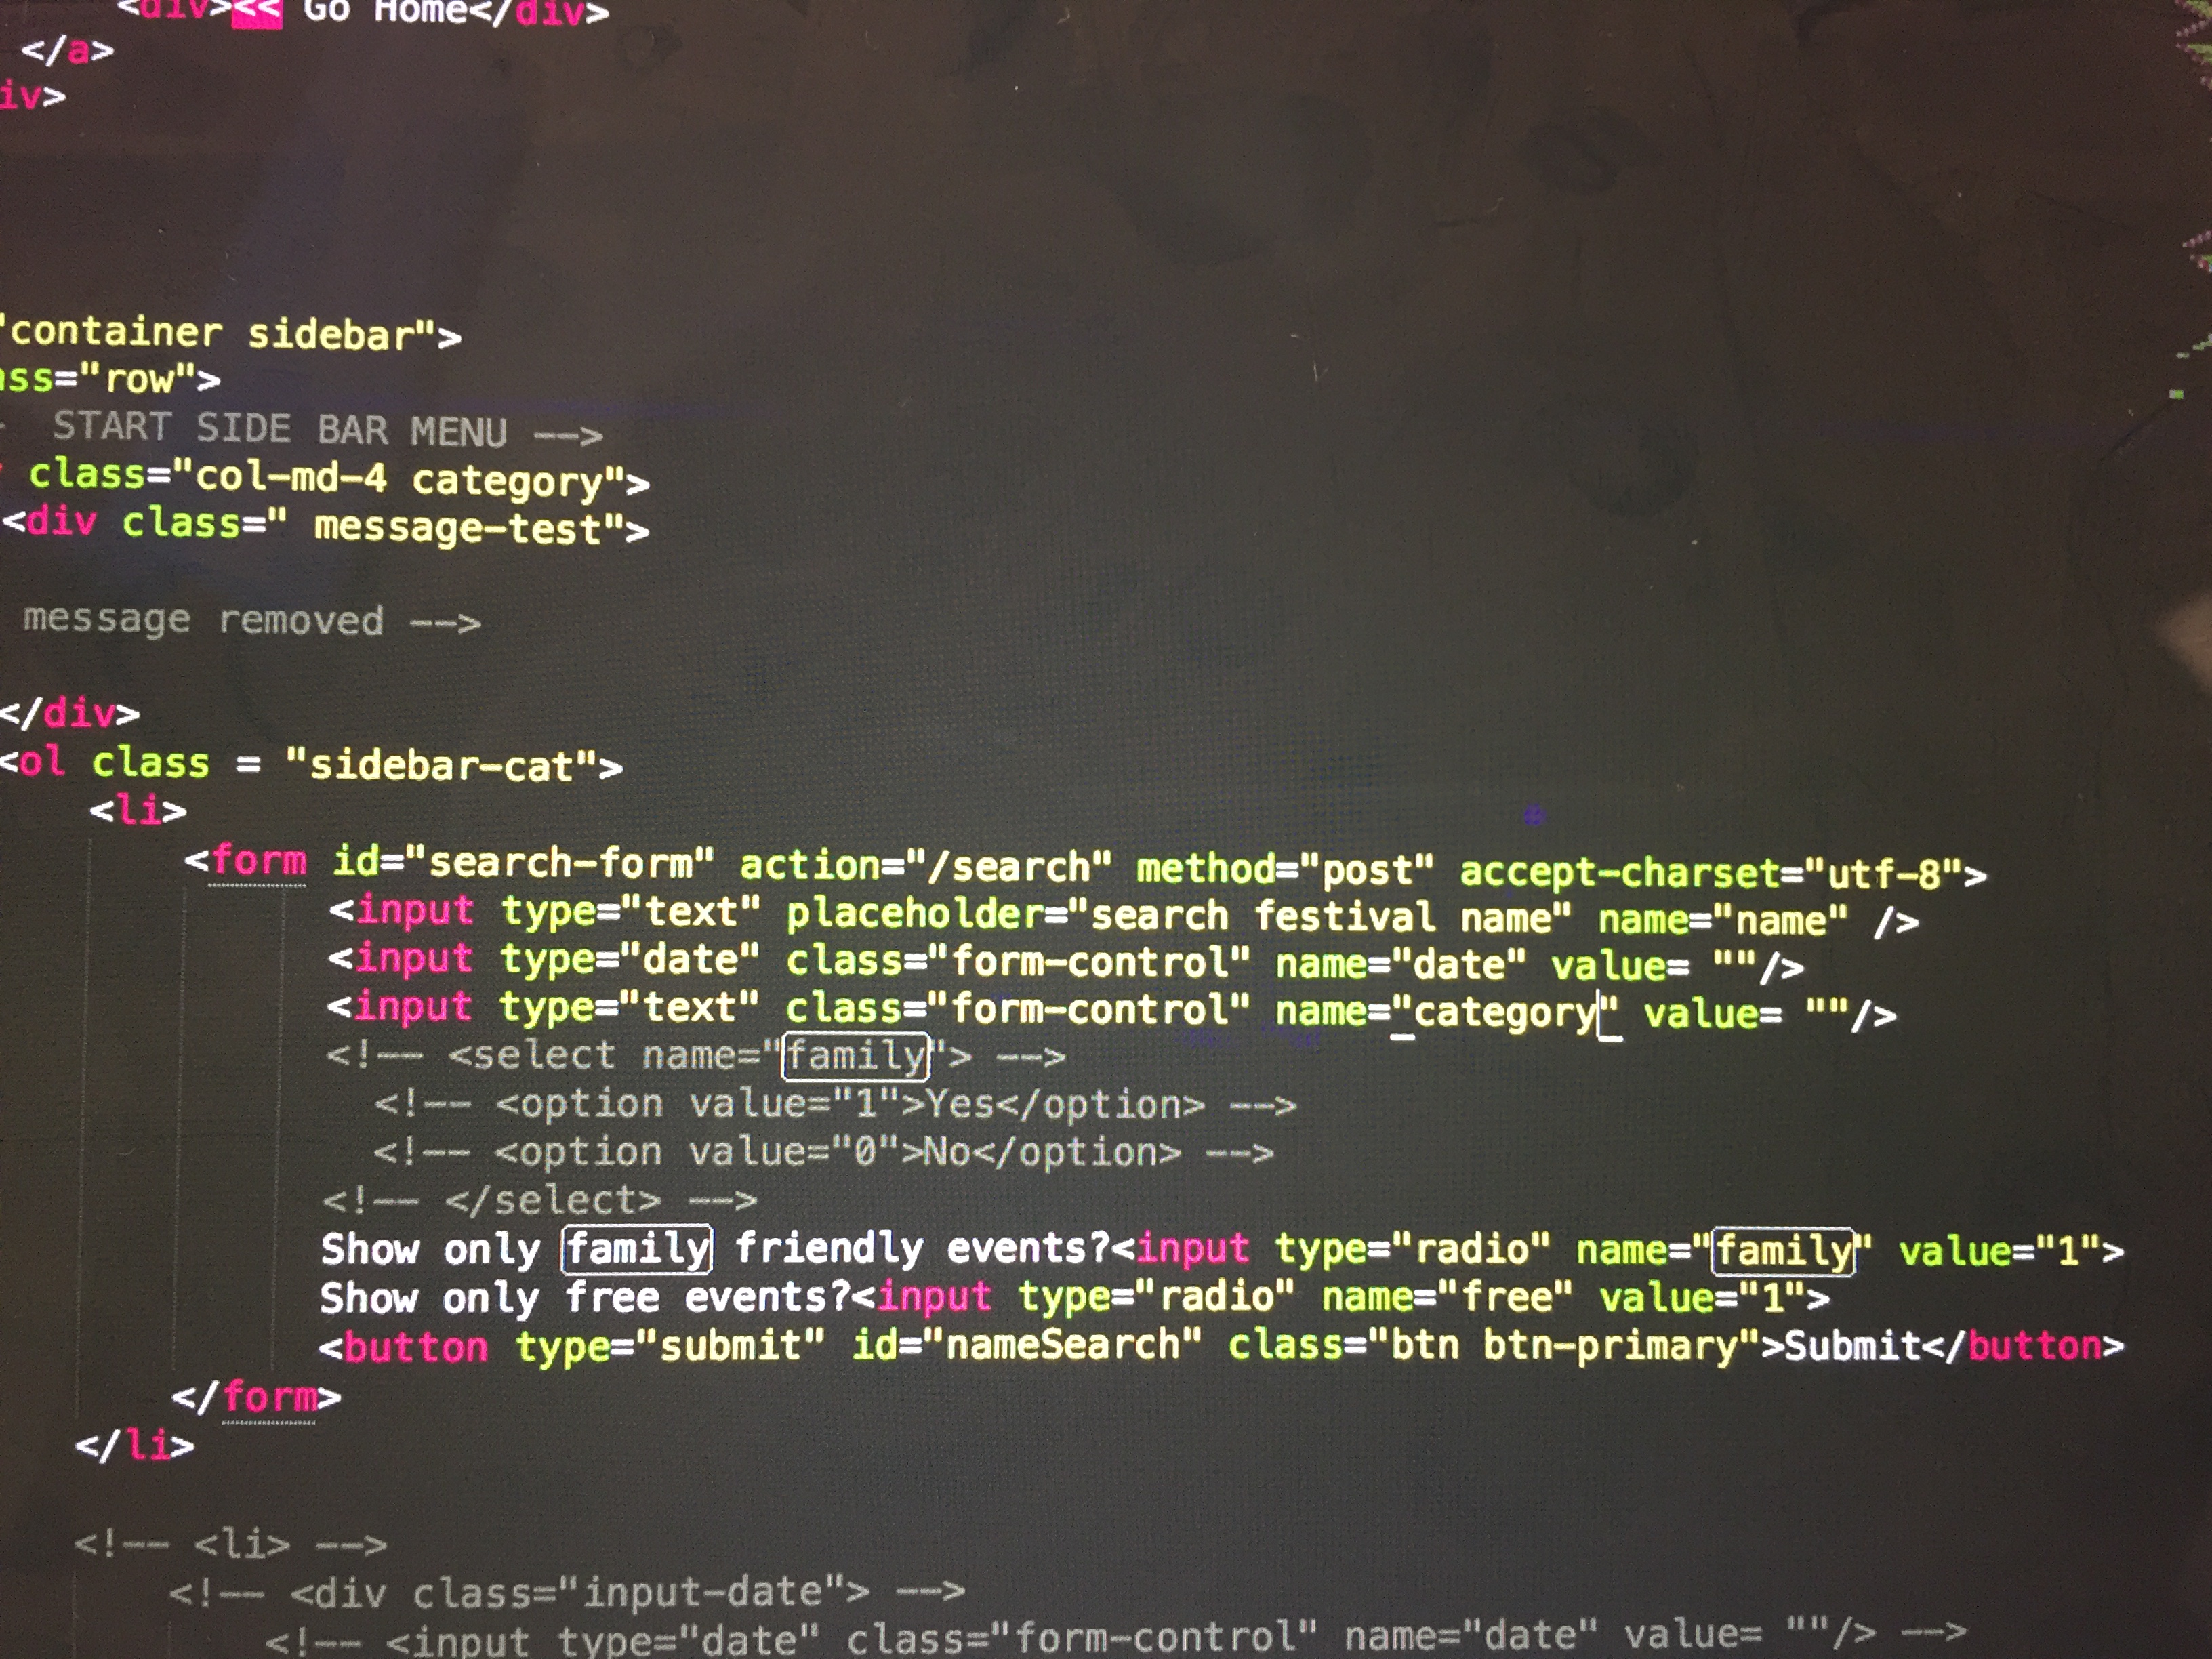 <div><< Go Home</div>
</a>
iv>
"container sidebar">
ass="row">
START SIDE BAR MENU -->
class="col-md-4 category">
<div class=" message-test">
message removed -->
</div>
<ol class = "sidebar-cat">
<li>
<form id="search-form" action="/search" method="post" accept-charset="utf-8">
<input type="text" placeholder="search festival name" name="name" />
<input type="date" class="form-control" name="date" value= ""/>
<input type="text" class="form-control" name="category" value= ""/>
<!-- <select name="family"> -->
<!-- <option value="1">Yes</option> -->
<!-- <option value="0">No</option> -->
<!-- </select> -->
Show only family friendly events?<input type="radio" name="family" value="1">
Show only free events?<input type="radio" name="free" value="1">
<button type="submit" id="nameSearch" class="btn btn-primary">Submit</button>
</form>
</li>
<!-- <li> -->
<!-- <div class="input-date"> -->
<!-- <input type="date" class="form-control" name="date" value= ""/> -->